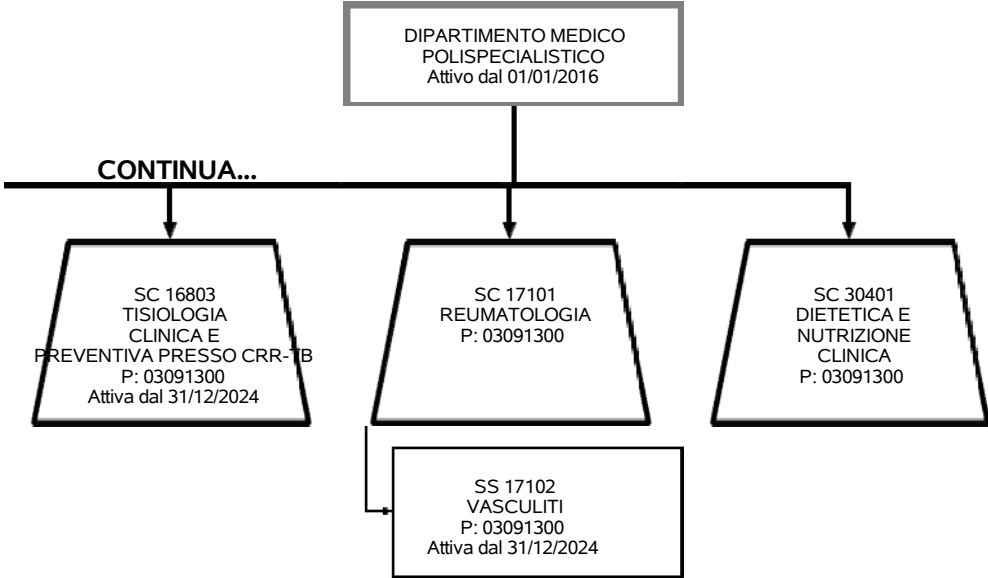 DIPARTIMENTO MEDICO
POLISPECIALISTICO
Attivo dal 01/01/2016
CONTINUA...
SC 16803
TISIOLOGIA
CLINICA E
PREVENTIVA PRESSO CRR-TB
P: 03091300
Attiva dal 31/12/2024
SC 17101
REUMATOLOGIA
P: 03091300
SC 30401
DIETETICA E
NUTRIZIONE
CLINICA
P: 03091300
SS 17102
VASCULITI
P: 03091300
Attiva dal 31/12/2024